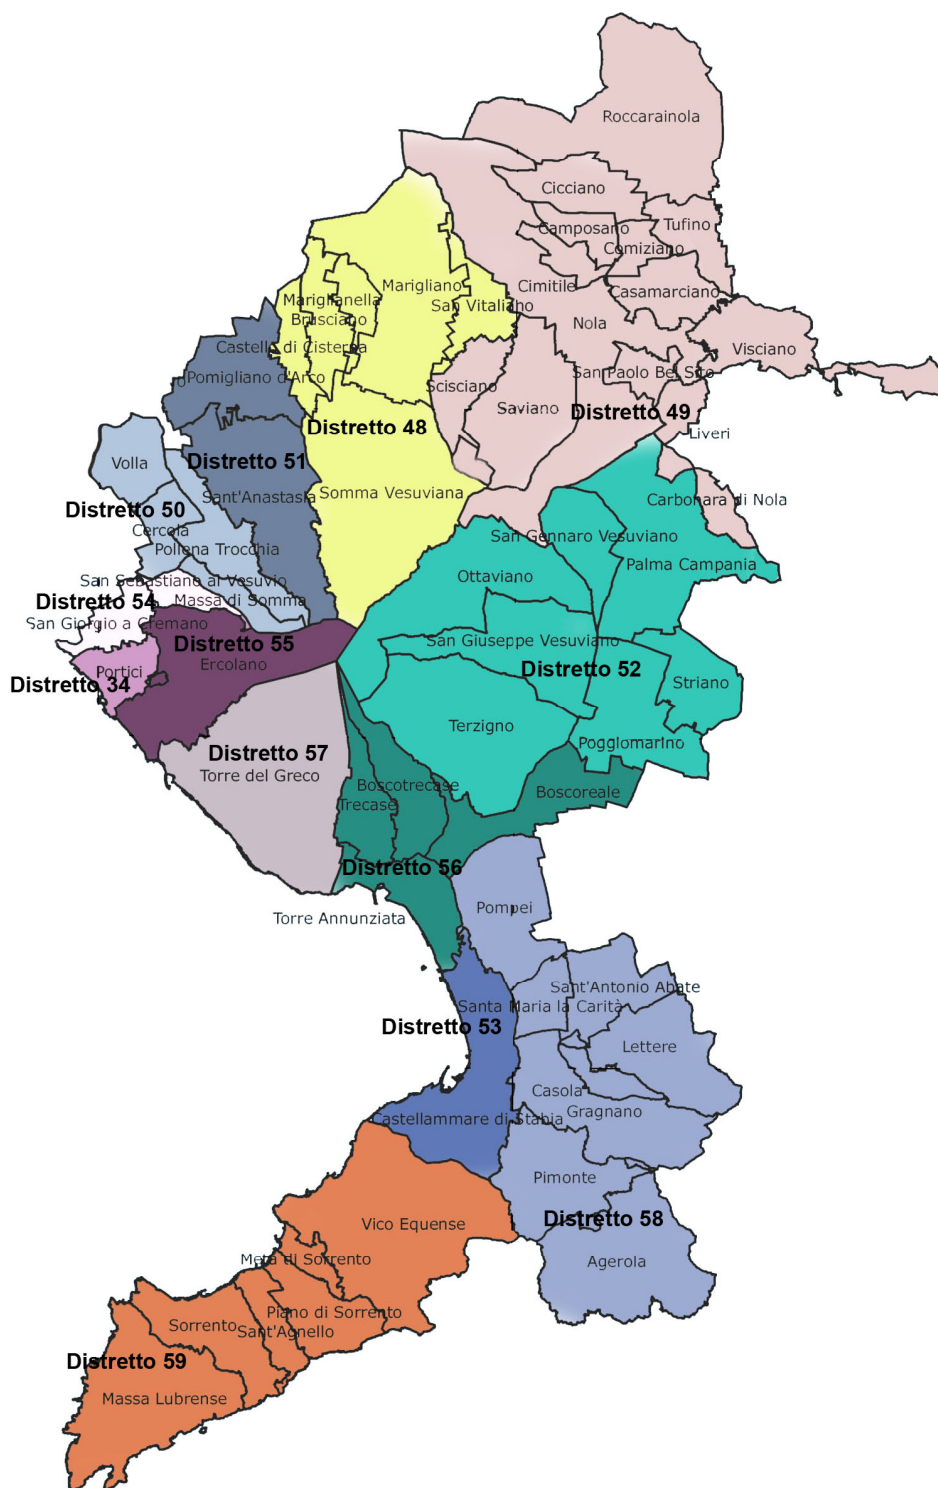 Roccarainola
Cicciano
Tufino
Camposano
Comiziano
Marigliano
Cimitile
Casamarciano
Mariglianella
San Vitaliano
Brusciano
Nola
Castello di Cisterna
Visciano
Pomigliano d'Arco
San Paolo Bel Sito
Scisciano
Saviano
Distretto 49
Distretto 48
Liveri
Volla
Distretto 51
Sant'Anastasia
Somma Vesuviana
Carbonara di Nola
Distretto 50
Cercola
San Gennaro Vesuviano
Pollena Trocchia
Palma Campania
San Sebastiano al Vesuvio
Ottaviano
Distretto 54
Massa di Somma
San Giorgio a Cremano
Distretto 55
San Giuseppe Vesuviano
Ercolano
Portici
Distretto 52
Distretto 34
Striano
Terzigno
Poggiomarino
Distretto 57
Torre del Greco
Boscotrecase
Boscoreale
Trecase
Distretto 56
Pompei
Torre Annunziata
Sant'Antonio Abate
Santa Maria la Carità
Distretto 53
Lettere
Casola
Gragnano
Castellammare di Stabia
Pimonte
Distretto 58
Vico Equense
Agerola
Meta di Sorrento
Piano di Sorrento
Sorrento
Sant'Agnello
Distretto 59
Massa Lubrense